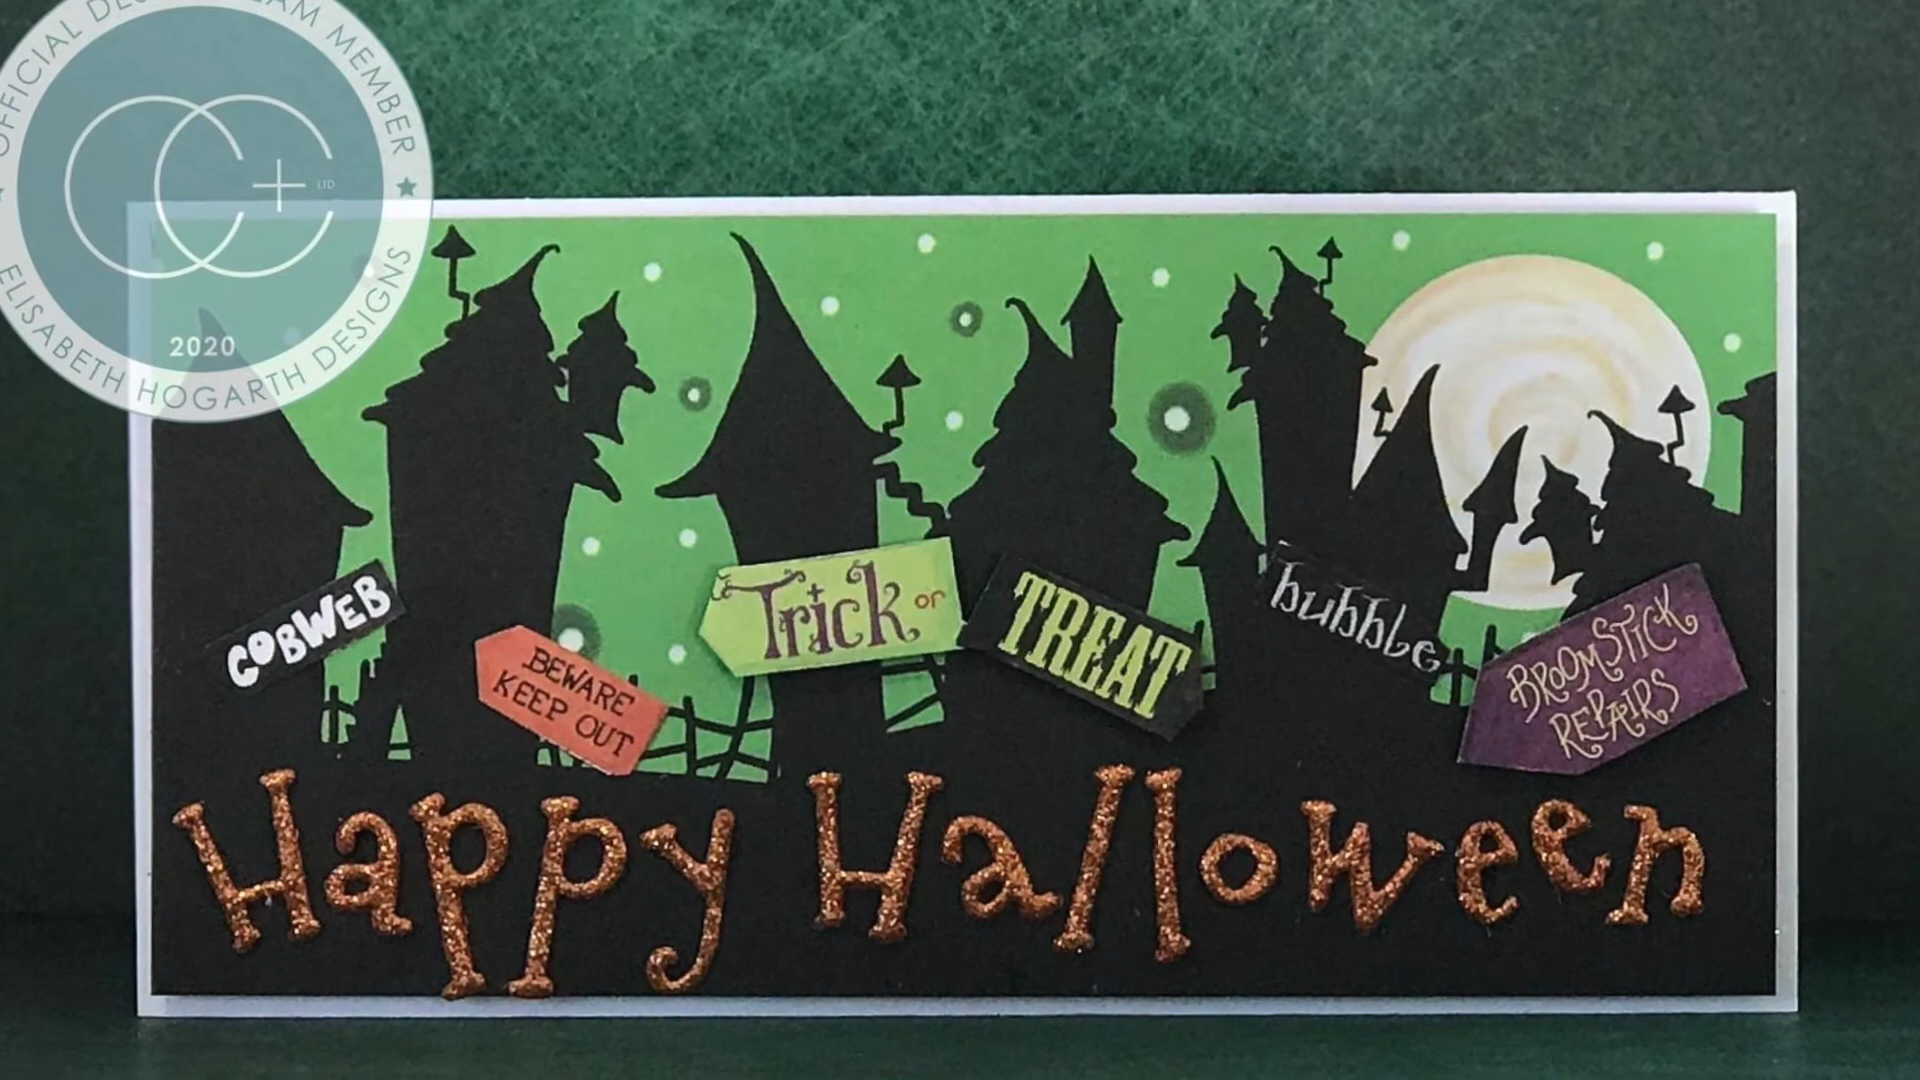 OFFICIAL DESIGN TEAM MEMBER
CC+ LTD
2020
ELISABETH HOGARTH DESIGNS
COBWEB
BEWARE
KEEP OUT
Trick or
TREAT
bubble
BROOMSTICK
REPAIRS
Happy Halloween